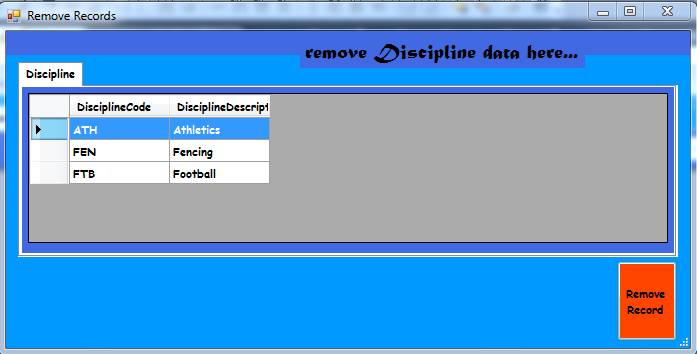 Remove Records
remove Discipline data here...
Discipline
DisciplineCode DisciplineDescript
ATH Athletics
FEN Fencing
FTB Football
Remove
Record